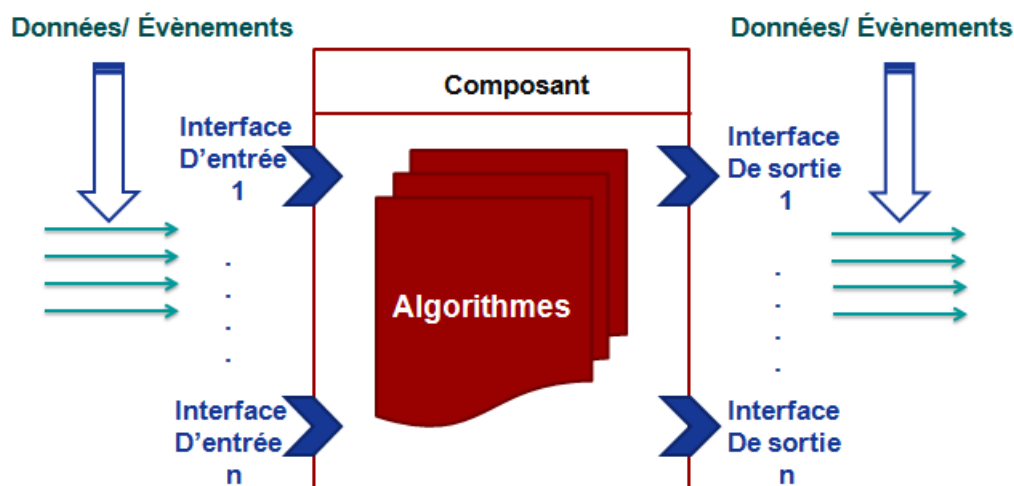 Données/ Évènements
Données/ Évènements
Composant
Interface
D'entrée
1
Interface
De sortie
1
.
.
.
.
.
.
.
.
Algorithmes
Interface
D'entrée
n
Interface
De sortie
n